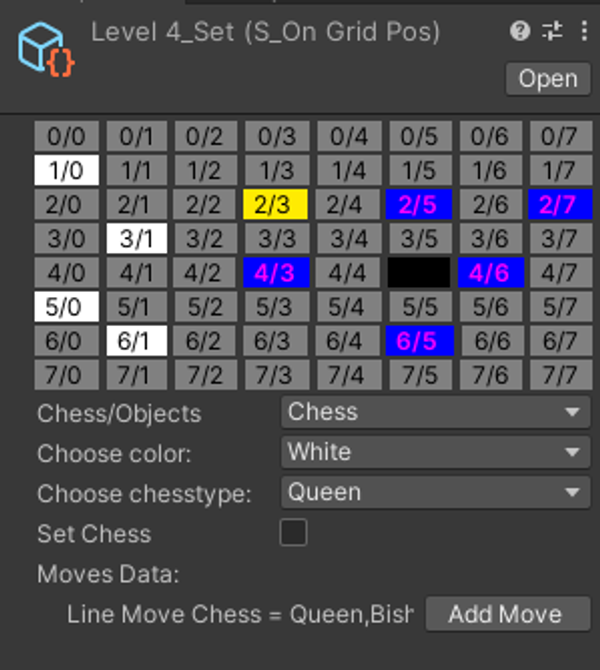 Level 4_Set (S_On Grid Pos)
Open
0/0 0/1 0/2 0/3 0/4 0/5 0/6 0/7
1/0 1/1 1/2 1/3 1/4 1/5 1/6 1/7
2/0 2/1 2/2 2/3 2/4 2/5 2/6 2/7
3/0 3/1 3/2 3/3 3/4 3/5 3/6 3/7
4/0 4/1 4/2 4/3 4/4 4/6 4/7
5/0 5/1 5/2 5/3 5/4 5/5 5/6 5/7
6/0 6/1 6/2 6/3 6/4 6/5 6/6 6/7
7/0 7/1 7/2 7/3 7/4 7/5 7/6 7/7
Chess/Objects Chess
Choose color: White
Choose chesstype: Queen
Set Chess
Moves Data:
Line Move Chess = Queen,Bish Add Move